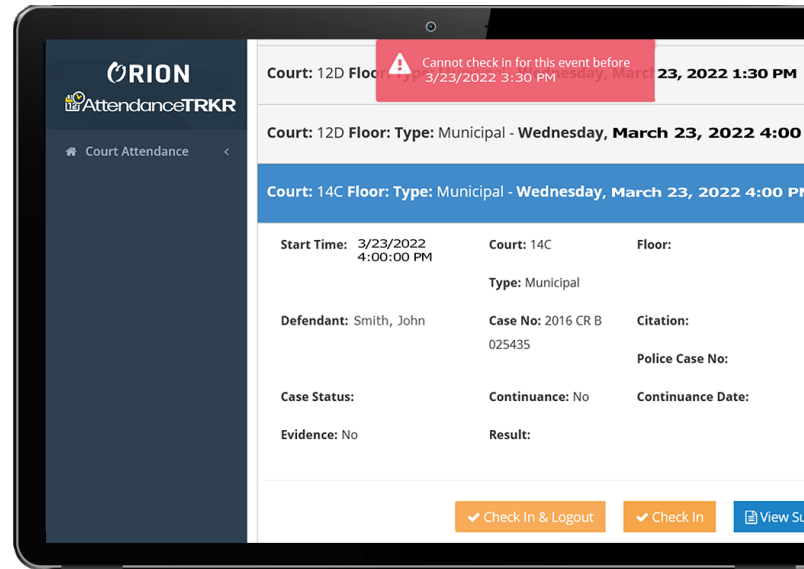 ORION
AttendanceTRKR
Court Attendance
Cannot check in for this event before
3/23/2022 3:30 PM
Court: 12D Floor: Type: Wednesday, March 23, 2022 1:30 PM
Court: 12D Floor: Type: Municipal - Wednesday, March 23, 2022 4:00
Court: 14C Floor: Type: Municipal - Wednesday, March 23, 2022 4:00 PM
Start Time: 3/23/2022 Court: 14C Floor:
4:00:00 PM
Type: Municipal
Defendant: Smith, John Case No: 2016 CR B Citation:
025435
Police Case No:
Case Status: Continuance: No Continuance Date:
Evidence: No Result:
Check In & Logout Check In View Su